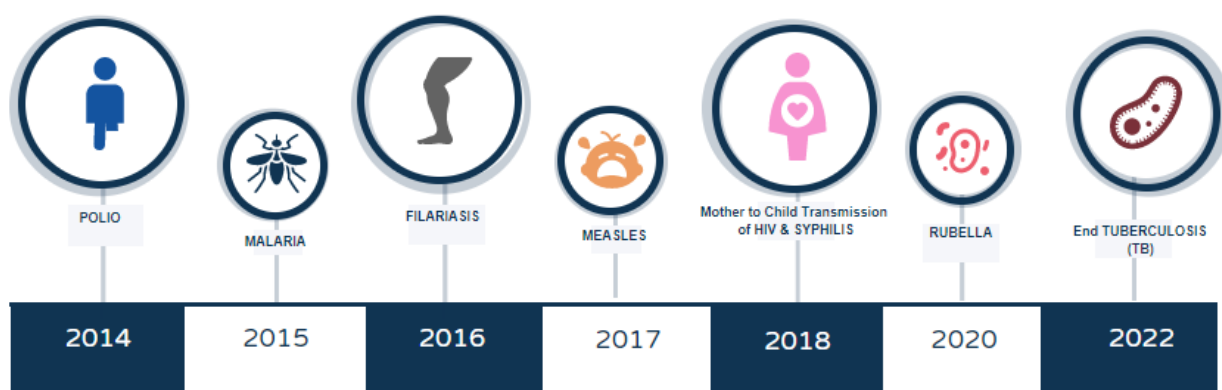 POLIO
MALARIA
FILARIASIS
MEASLES
Mother to Child Transmission
of HIV & SYPHILIS
RUBELLA
End TUBERCULOSIS
(TB)
2014
2015
2016
2017
2018
2020
2022